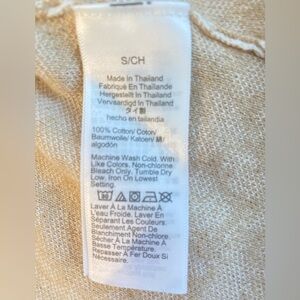 S/CH
Made in Thailand
Fabriqué En Thaïlande
Hergestellt In Thailand
Vervaardigd In Thailand
タイ製
hecho en tailandia
100% Cotton/ Coton/
Baumwolle/ Katoen/ 綿/
algodón
Machine Wash Cold. With
Like Colors. Non-chlorine
Bleach Only. Tumble Dry
Low. Iron On Lowest
Setting.
Laver À La Machine À
L'eau Froide. Laver En
Séparant Les Couleurs.
Seulement Agent De
Blanchiment Non-chlore.
Sécher À La Machine À
Basse Température.
Repasser À Fer Doux Si
Nécessaire.